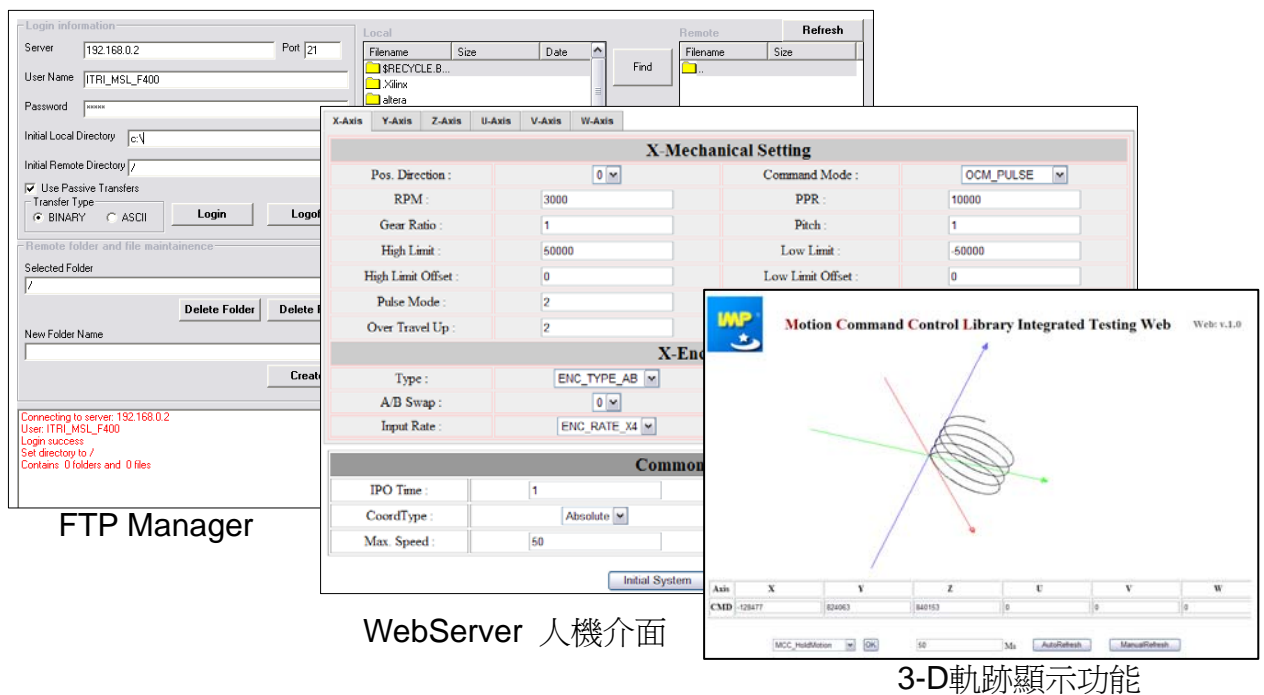 Login information
Server 192.168.0.2 Port 21
User Name ITRI_MSL_F400
Password *****
Initial Local Directory c:\
Initial Remote Directory /
Use Passive Transfers
Transfer Type
BINARY ASCII Login
Remote folder and file maintainence
Selected Folder
/
Delete Folder Delete
New Folder Name
Connecting to server: 192.168.0.2
User: ITRI_MSL_F400
Login success
Set directory to /
Contains 0 folders and 0 files
Local
Filename Size Date
$RECYCLE.B...
.Xilinx
altera
Find
Remote Refresh
Filename Size
..
FTP Manager
X-Axis Y-Axis Z-Axis U-Axis V-Axis W-Axis
X-Mechanical Setting
Pos. Direction : 0 Command Mode : OCM_PULSE
RPM : 3000 PPR : 10000
Gear Ratio : 1 Pitch : 1
High Limit : 50000 Low Limit : -50000
High Limit Offset : 0 Low Limit Offset : 0
Pulse Mode : 2
Over Travel Up : 2
Type : ENC_TYPE_AB
A/B Swap : 0
Input Rate : ENC_RATE_X4
Common
IPO Time : 1
CoordType : Absolute
Max. Speed : 50
Initial System
WebServer 人機介面
IMP
Motion Command Control Library Integrated Testing Web Web: v.1.0
Axis X Y Z U V W
CMD -128477 824063 840153 0 0 0
MCC_HoldMotion OK 50 Ms AutoRefresh ManualRefresh
3-D軌跡顯示功能